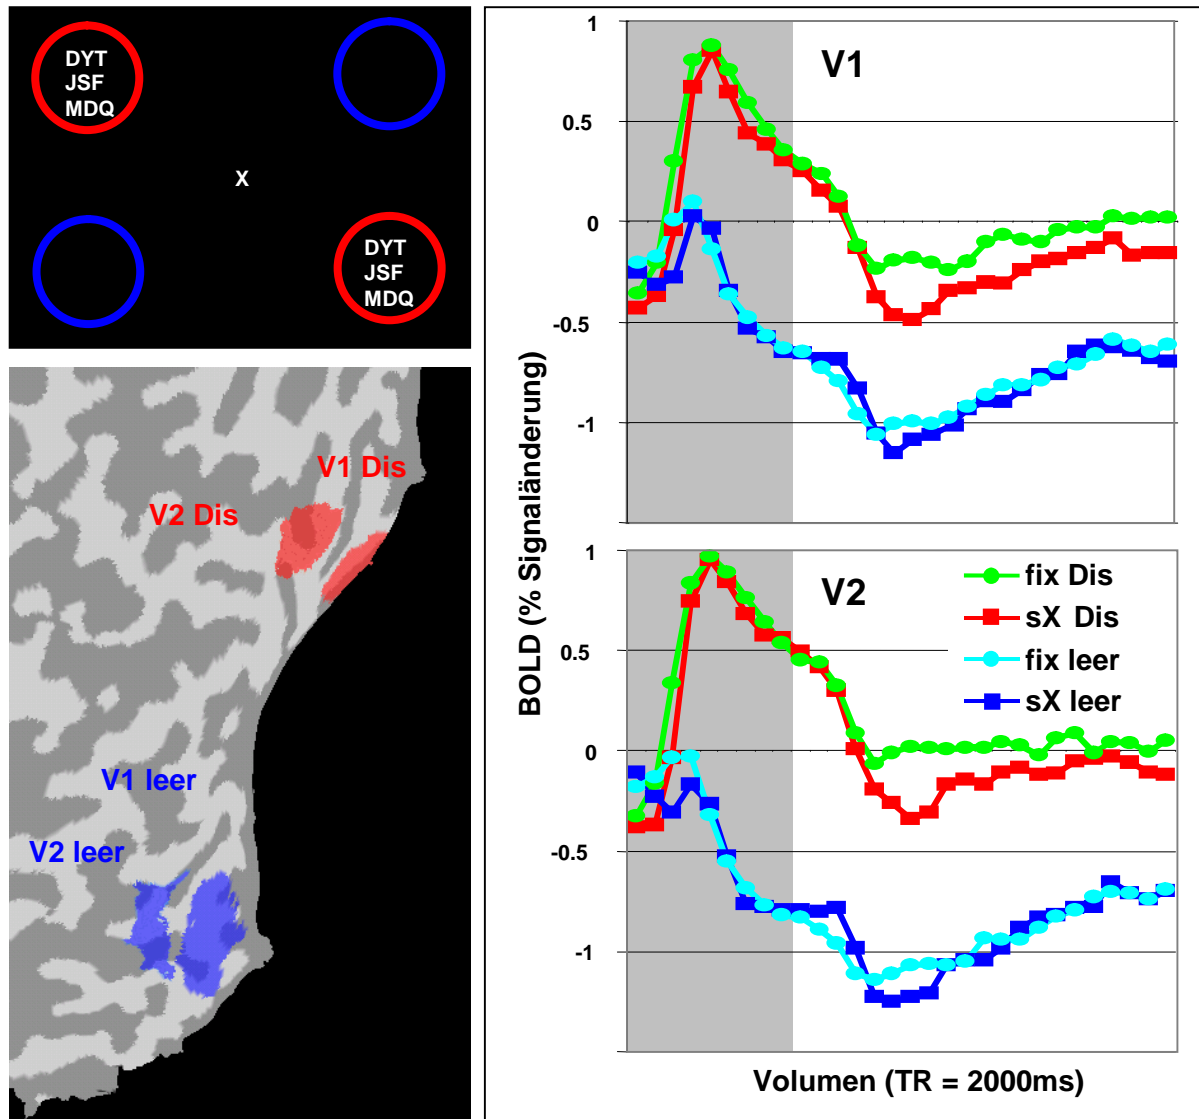 DYT
JSF
MDQ
X
DYT
JSF
MDQ
V1 Dis
V2 Dis
V1 leer
V2 leer
BOLD (% Signaländerung)
1
0.5
0
-0.5
-1
V1
1
0.5
0
-0.5
-1
V2
fix Dis
sX Dis
fix leer
sX leer
Volumen (TR = 2000ms)